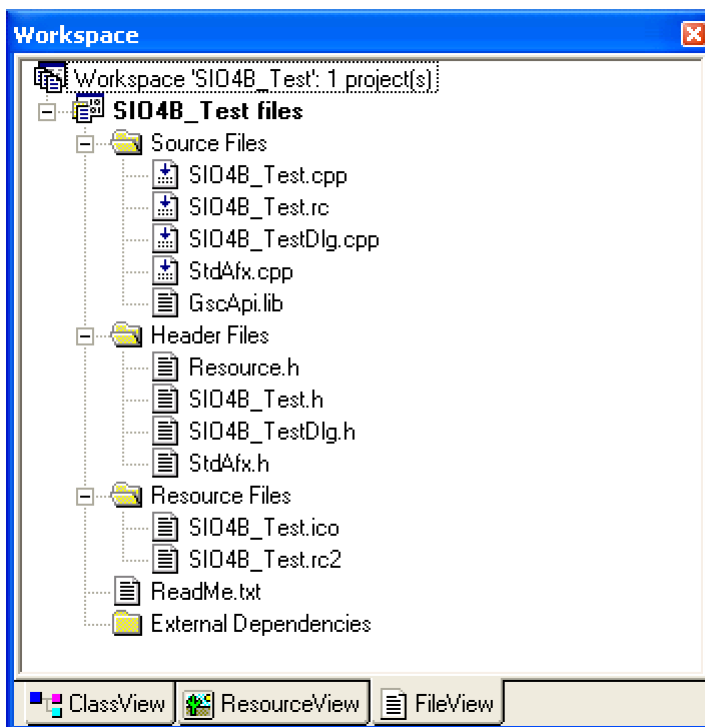 Workspace
Workspace 'SIO4B_Test': 1 project(s)
SIO4B_Test files
Source Files
SIO4B_Test.cpp
SIO4B_Test.rc
SIO4B_TestDlg.cpp
StdAfx.cpp
GscApi.lib
Header Files
Resource.h
SIO4B_Test.h
SIO4B_TestDlg.h
StdAfx.h
Resource Files
SIO4B_Test.ico
SIO4B_Test.rc2
ReadMe.txt
External Dependencies
ClassView ResourceView FileView